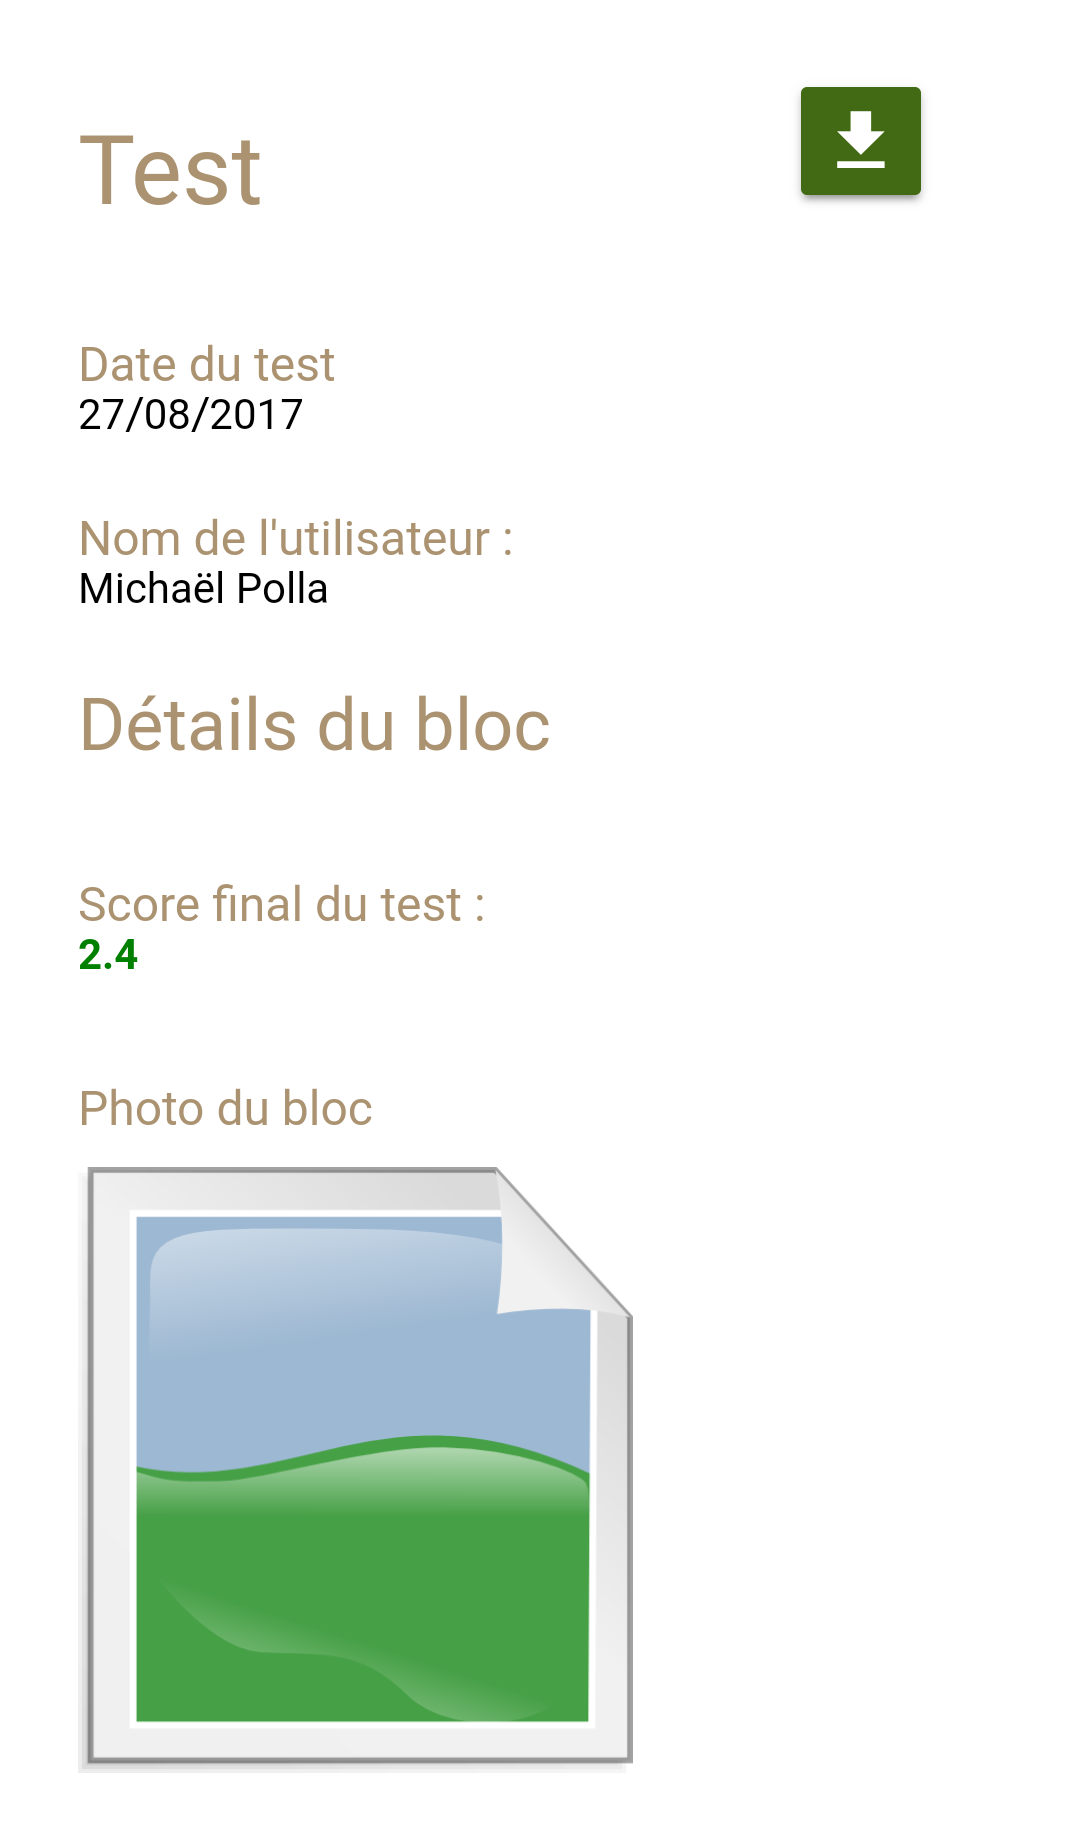 Test
Date du test
27/08/2017
Nom de l'utilisateur :
Michaël Polla
Détails du bloc
Score final du test :
2.4
Photo du bloc